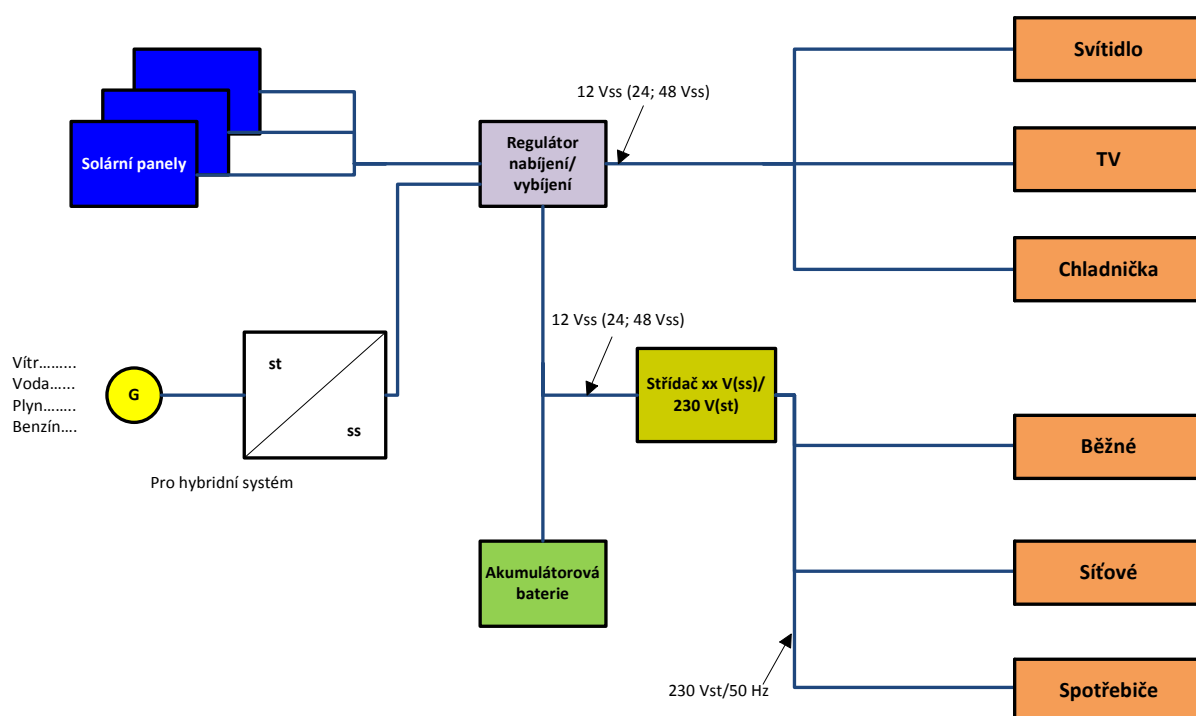 Svítidlo
12 Vss (24; 48 Vss)
Solární panely
Regulátor
nabíjení/
vybíjení
TV
Chladnička
12 Vss (24; 48 Vss)
Vítr.........
Voda......
Plyn........
Benzín....
G
st
ss
Střídač xx V(ss)/
230 V(st)
Běžné
Pro hybridní systém
Akumulátorová
baterie
Síťové
230 Vst/50 Hz
Spotřebiče